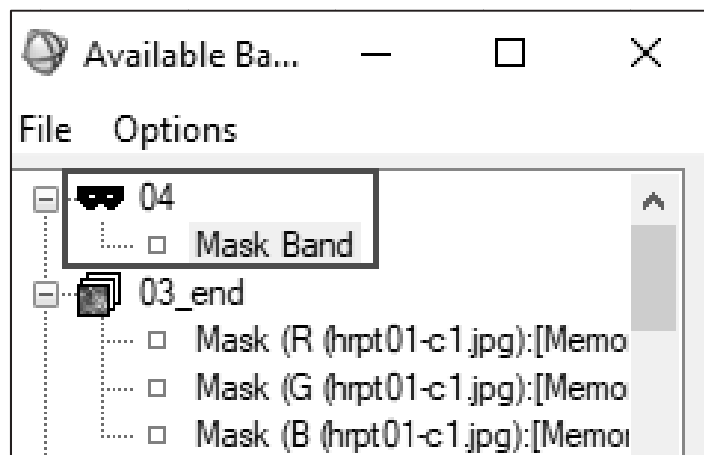 Available Ba...
File Options
04
Mask Band
03_end
Mask (R (hrpt01-c1.jpg):[Memo
Mask (G (hrpt01-c1.jpg):[Memo
Mask (B (hrpt01-c1.jpg):[Memor